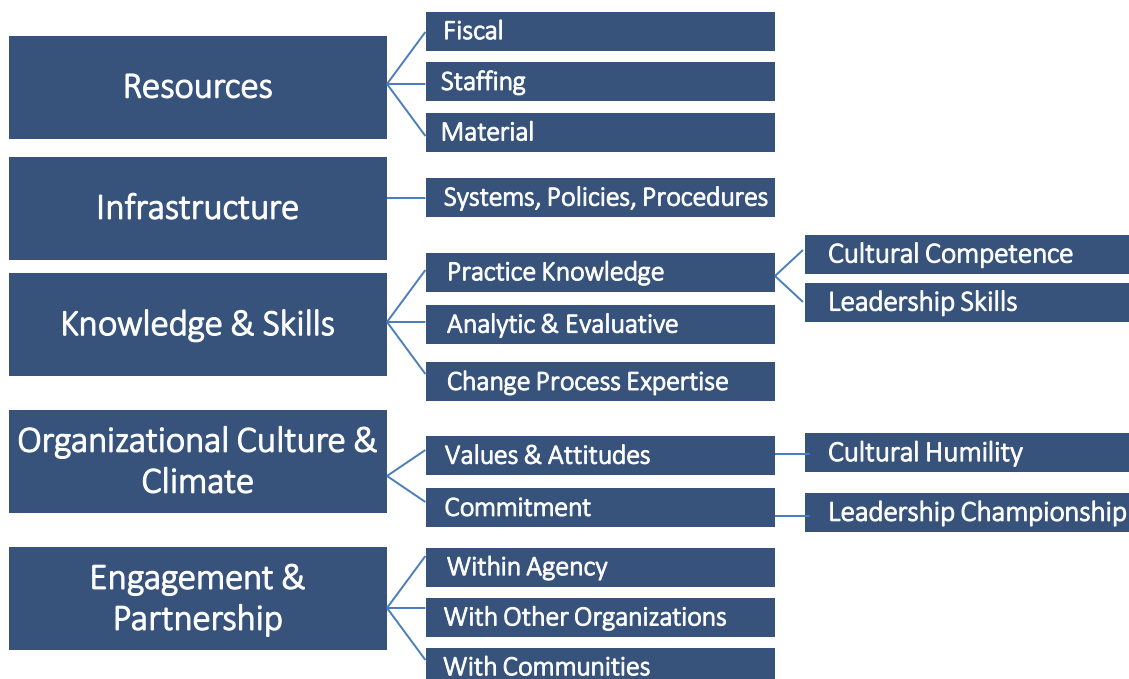 Resources
Fiscal
Staffing
Material
Infrastructure
Systems, Policies, Procedures
Knowledge & Skills
Practice Knowledge
Cultural Competence
Leadership Skills
Analytic & Evaluative
Change Process Expertise
Organizational Culture &
Climate
Values & Attitudes
Cultural Humility
Commitment
Leadership Championship
Engagement &
Partnership
Within Agency
With Other Organizations
With Communities